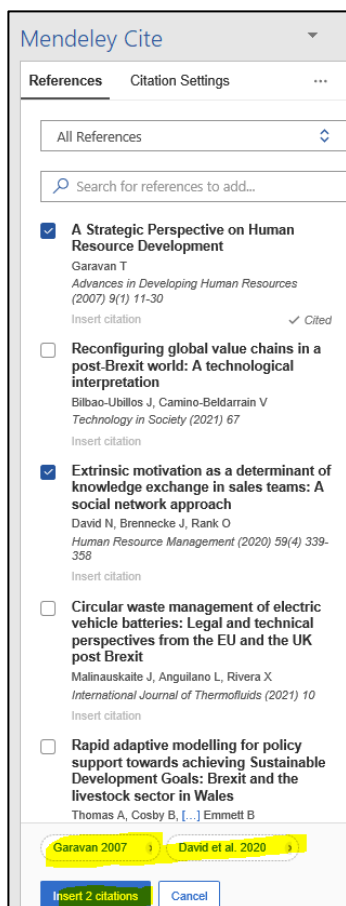 Mendeley Cite
References Citation Settings ...
All References
Search for references to add...
A Strategic Perspective on Human
Resource Development
Garavan T
Advances in Developing Human Resources
(2007) 9(1) 11-30
Insert citation ✓ Cited
Reconfiguring global value chains in a
post-Brexit world: A technological
interpretation
Bilbao-Ubillos J, Camino-Beldarrain V
Technology in Society (2021) 67
Insert citation
Extrinsic motivation as a determinant of
knowledge exchange in sales teams: A
social network approach
David N, Brennecke J, Rank O
Human Resource Management (2020) 59(4) 339-
358
Insert citation
Circular waste management of electric
vehicle batteries: Legal and technical
perspectives from the EU and the UK
post Brexit
Malinauskaite J, Anguilano L, Rivera X
International Journal of Thermofluids (2021) 10
Insert citation
Rapid adaptive modelling for policy
support towards achieving Sustainable
Development Goals: Brexit and the
livestock sector in Wales
Thomas A, Cosby B, [...] Emmett B
Garavan 2007 David et al. 2020
Insert 2 citations Cancel